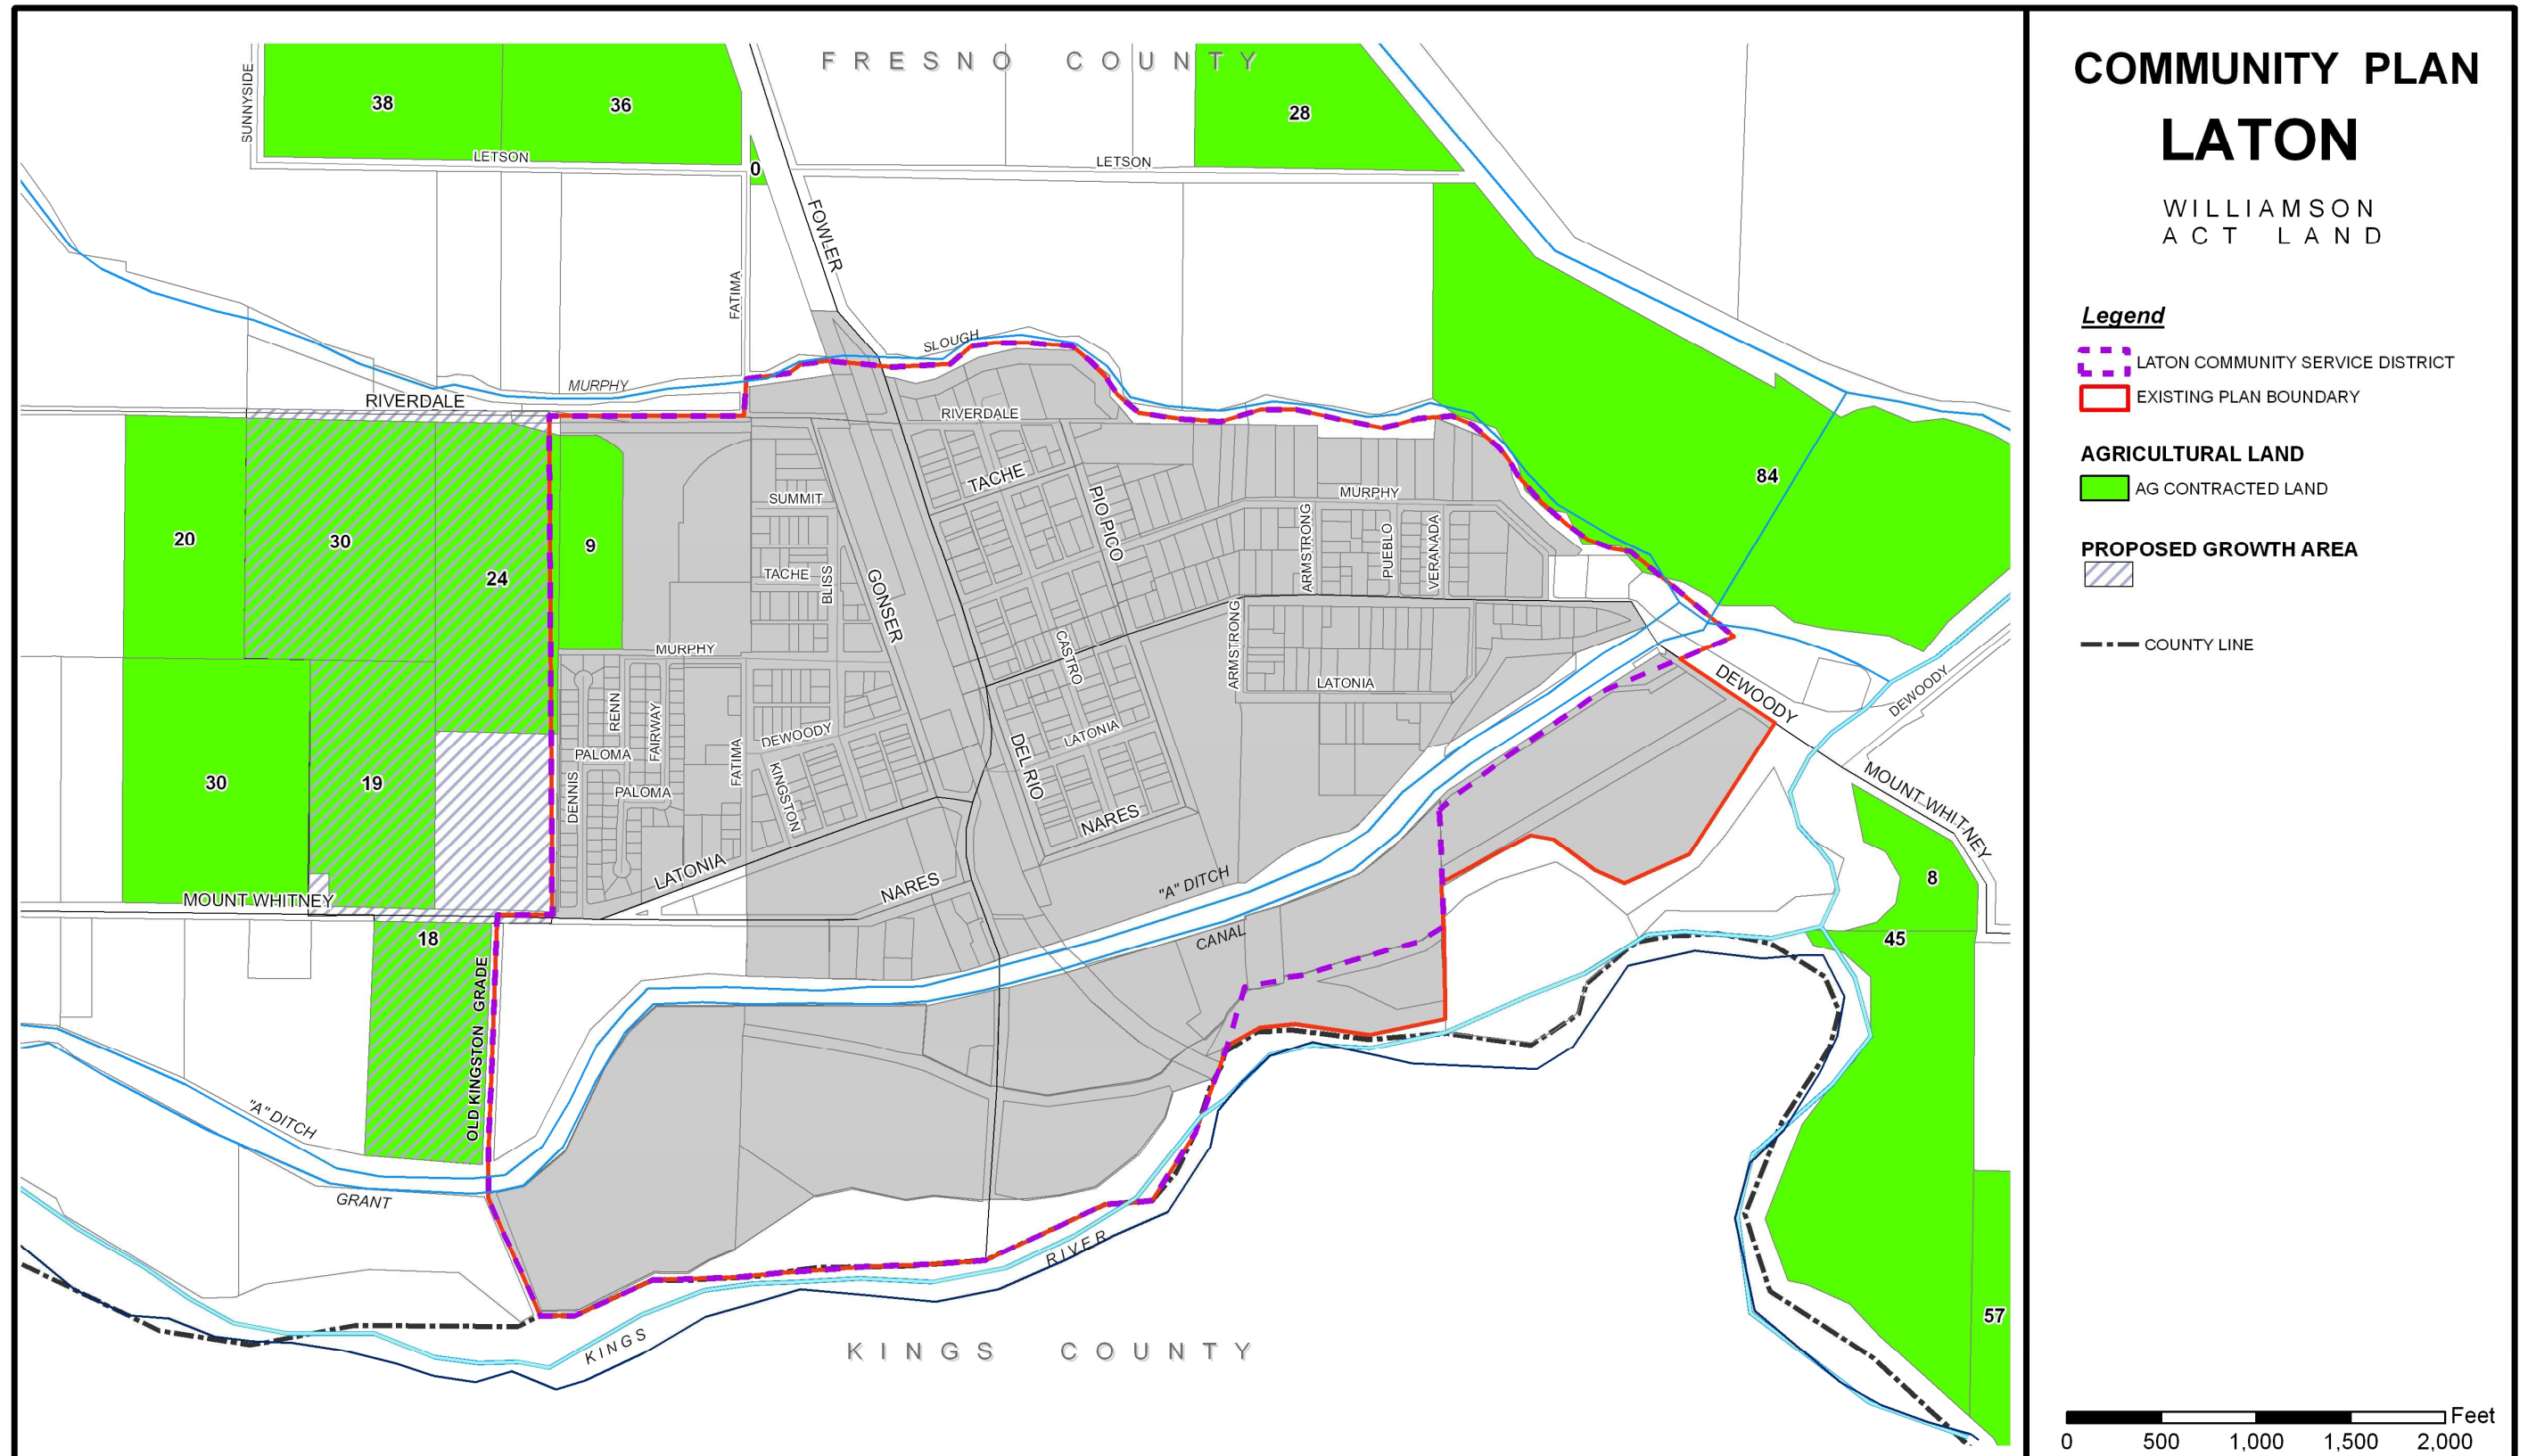 FRESNO COUNTY
SUNNYSIDE
38
36
28
LETSON
LETSON
0
FOWLER
FATIMA
SLOUGH
MURPHY
RIVERDALE
RIVERDALE
TACHE
PIO PICO
SUMMIT
MURPHY
84
20
30
24
9
TACHE
BLISS
GONSER
ARMSTRONG
PUEBLO
VERANADA
MURPHY
CASTRO
ARMSTRONG
LATONIA
DEWOODY
DEWOODY
RENN
FAIRWAY
PALOMA
DENNIS
PALOMA
FATIMA
DEWOODY
KINGSTON
DEL RIO
LATONIA
NARES
MOUNT WHITNEY
30
19
LATONIA
NARES
"A" DITCH
CANAL
8
45
MOUNT WHITNEY
18
OLD KINGSTON GRADE
"A" DITCH
GRANT
RIVER
KINGS
57
KINGS COUNTY
COMMUNITY PLAN
LATON
WILLIAMSON
ACT LAND
Legend
LATON COMMUNITY SERVICE DISTRICT
EXISTING PLAN BOUNDARY
AGRICULTURAL LAND
AG CONTRACTED LAND
PROPOSED GROWTH AREA
COUNTY LINE
Feet
0 500 1,000 1,500 2,000